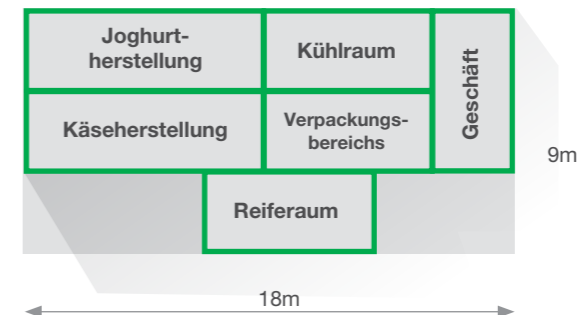 Joghurt-
herstellung
Kühlraum
Geschäft
Käseherstellung
Verpackungs-
bereichs
9m
Reiferaum
18m